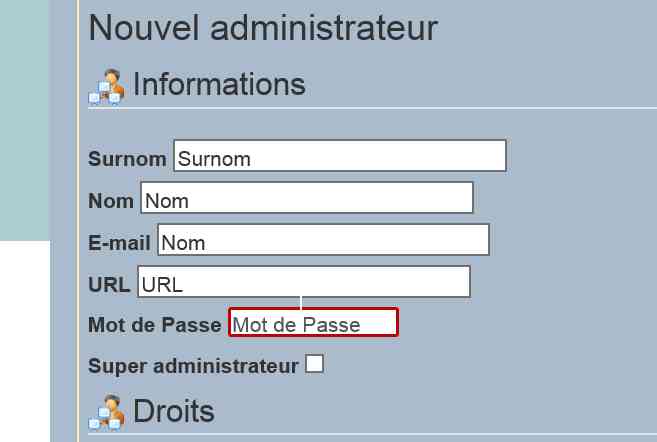 Nouvel administrateur
Informations
Surnom Surnom
Nom Nom
E-mail Nom
URL URL
Mot de Passe Mot de Passe
Super administrateur
Droits